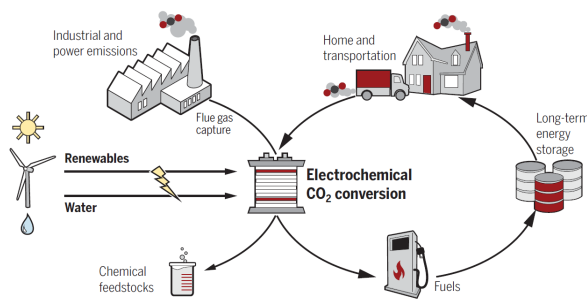 Industrial and
power emissions
Home and
transportation
Flue gas
capture
Long-term
energy
storage
Renewables
Electrochemical
CO₂ conversion
Water
Chemical
feedstocks
Fuels